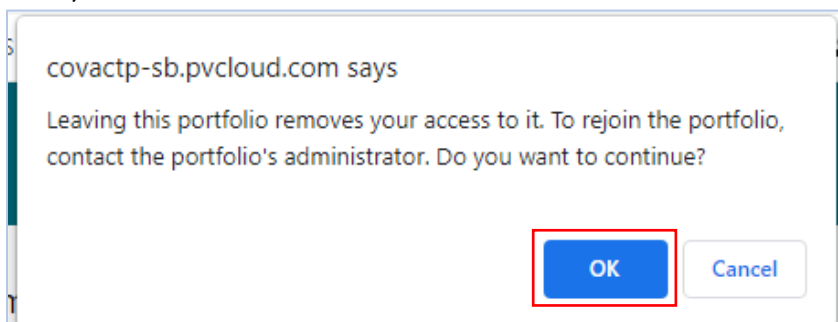 covactp-sb.pvcloud.com says
Leaving this portfolio removes your access to it. To rejoin the portfolio,
contact the portfolio's administrator. Do you want to continue?
OK Cancel